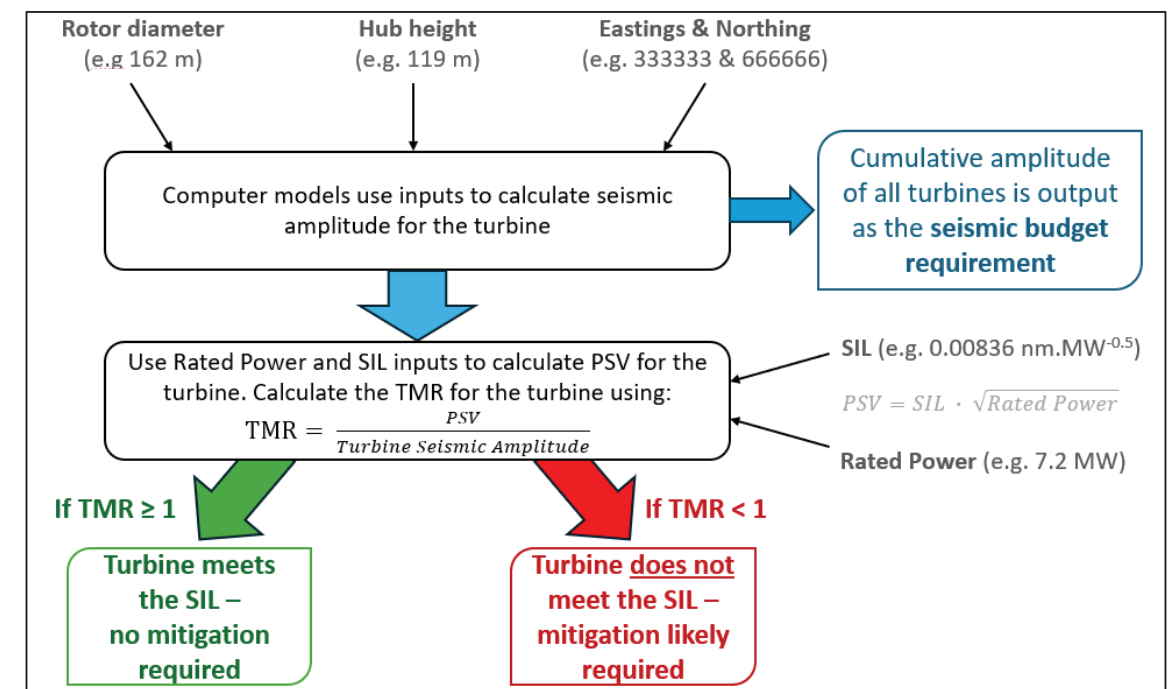 Rotor diameter
(e.g 162 m)
Hub height
(e.g. 119 m)
Eastings & Northing
(e.g. 333333 & 666666)
Computer models use inputs to calculate seismic
amplitude for the turbine
Cumulative amplitude
of all turbines is output
as the seismic budget
requirement
Use Rated Power and SIL inputs to calculate PSV for the
turbine. Calculate the TMR for the turbine using:
TMR = PSV / Turbine Seismic Amplitude
SIL (e.g. 0.00836 nm.MW⁻⁰·⁵)
PSV = SIL · √Rated Power
Rated Power (e.g. 7.2 MW)
If TMR ≥ 1
If TMR < 1
Turbine meets
the SIL –
no mitigation
required
Turbine does not
meet the SIL –
mitigation likely
required